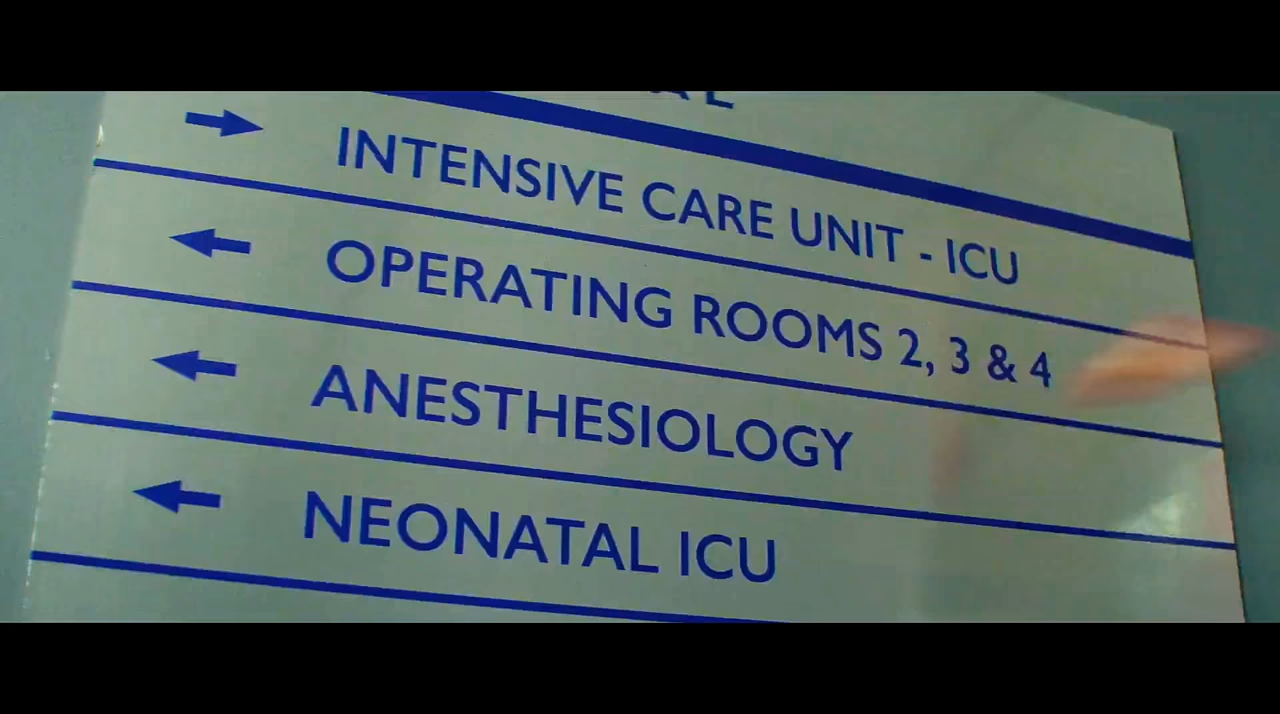 INTENSIVE CARE UNIT - ICU
OPERATING ROOMS 2, 3 & 4
ANESTHESIOLOGY
NEONATAL ICU